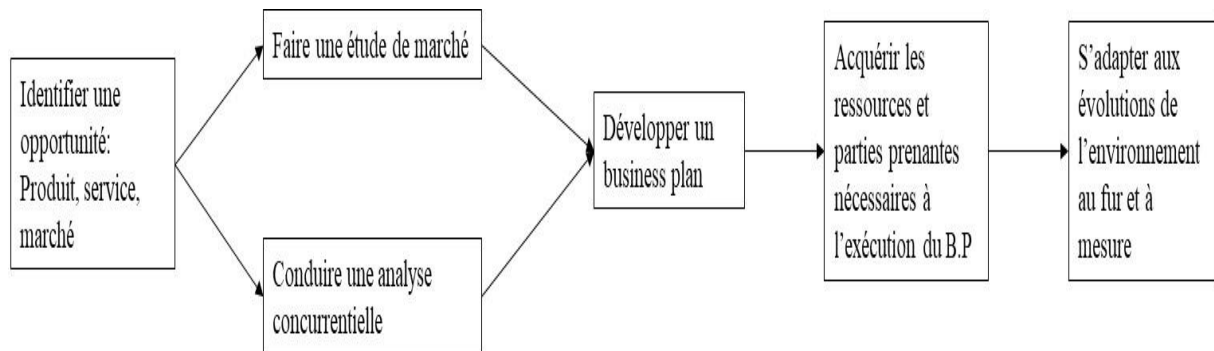 Identifier une
opportunité:
Produit, service,
marché
Faire une étude de marché
Conduire une analyse
concurrentielle
Développer un
business plan
Acquérir les
ressources et
parties prenantes
nécessaires à
l’exécution du B.P
S’adapter aux
évolutions de
l’environnement
au fur et à
mesure